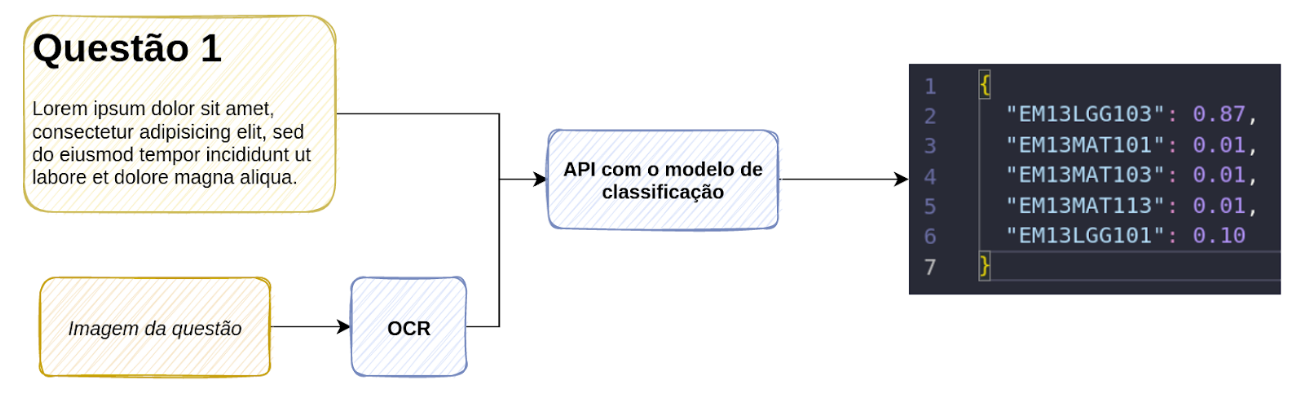 Questão 1
Lorem ipsum dolor sit amet,
consectetur adipisicing elit, sed
do eiusmod tempor incididunt ut
labore et dolore magna aliqua.
Imagem da questão
OCR
API com o modelo de
classificação
1 {
2 "EM13LGG103": 0.87,
3 "EM13MAT101": 0.01,
4 "EM13MAT103": 0.01,
5 "EM13MAT113": 0.01,
6 "EM13LGG101": 0.10
7 }